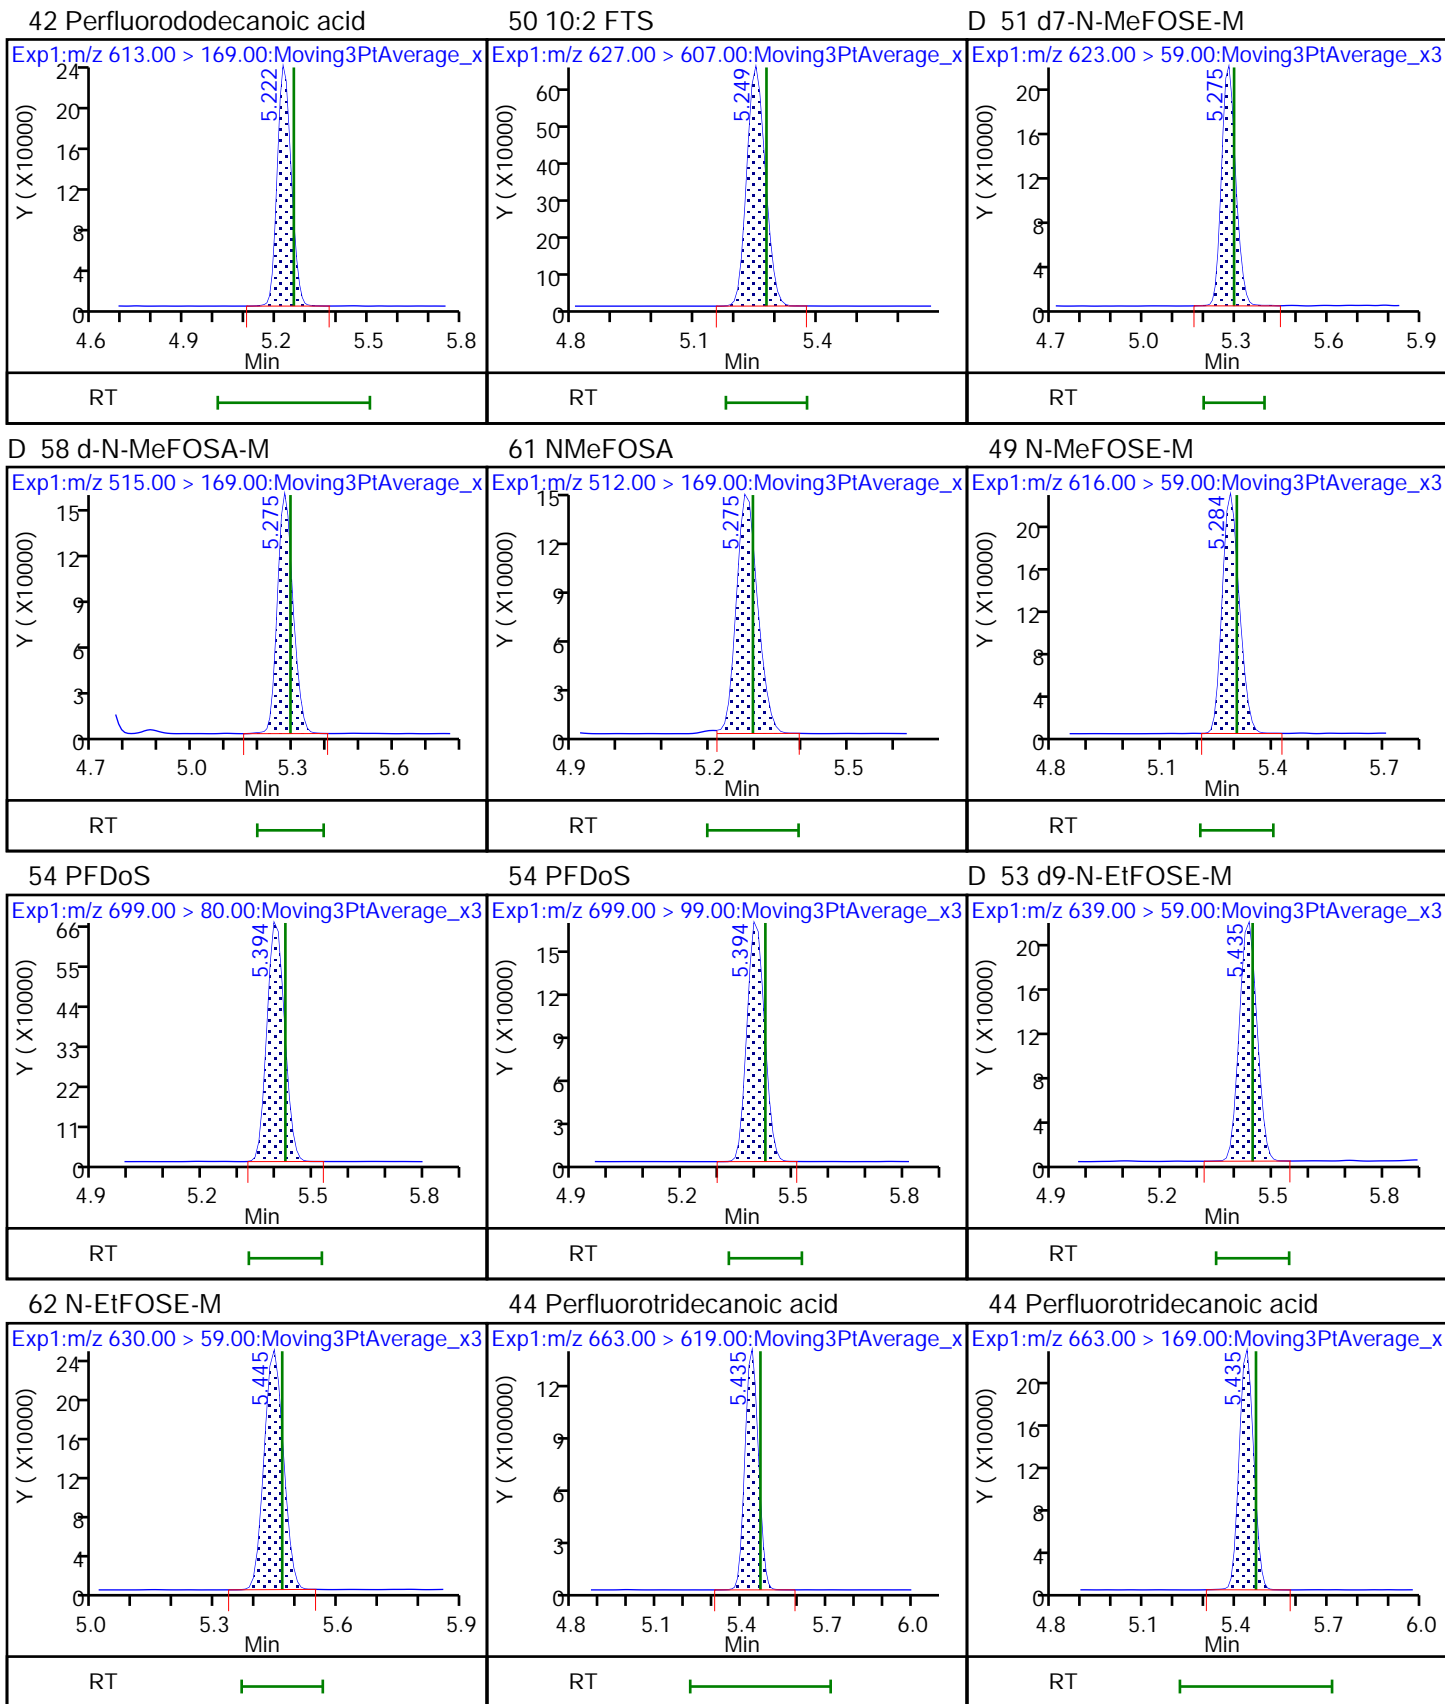 42 Perfluorododecanoic acid
Exp1:m/z 613.00 > 169.00:Moving3PtAverage_x
5.222
Y ( X10000)
24
20
16
12
8
4
0
4.6 4.9 5.2 5.5 5.8
Min
RT
50 10:2 FTS
Exp1:m/z 627.00 > 607.00:Moving3PtAverage_x
5.249
Y ( X10000)
60
50
40
30
20
10
0
4.8 5.1 5.4
Min
RT
D 51 d7-N-MeFOSE-M
Exp1:m/z 623.00 > 59.00:Moving3PtAverage_x3
5.275
Y ( X10000)
20
16
12
8
4
0
4.7 5.0 5.3 5.6 5.9
Min
RT
D 58 d-N-MeFOSA-M
Exp1:m/z 515.00 > 169.00:Moving3PtAverage_x
5.275
Y ( X10000)
15
12
9
6
3
0
4.7 5.0 5.3 5.6
Min
RT
61 NMeFOSA
Exp1:m/z 512.00 > 169.00:Moving3PtAverage_x
5.275
Y ( X10000)
15
12
9
6
3
0
4.9 5.2 5.5
Min
RT
49 N-MeFOSE-M
Exp1:m/z 616.00 > 59.00:Moving3PtAverage_x3
5.284
Y ( X10000)
20
16
12
8
4
0
4.8 5.1 5.4 5.7
Min
RT
54 PFDoS
Exp1:m/z 699.00 > 80.00:Moving3PtAverage_x3
5.394
Y ( X10000)
66
55
44
33
22
11
0
4.9 5.2 5.5 5.8
Min
RT
54 PFDoS
Exp1:m/z 699.00 > 99.00:Moving3PtAverage_x3
5.394
Y ( X10000)
15
12
9
6
3
0
4.9 5.2 5.5 5.8
Min
RT
D 53 d9-N-EtFOSE-M
Exp1:m/z 639.00 > 59.00:Moving3PtAverage_x3
5.435
Y ( X10000)
20
16
12
8
4
0
4.9 5.2 5.5 5.8
Min
RT
62 N-EtFOSE-M
Exp1:m/z 630.00 > 59.00:Moving3PtAverage_x3
5.445
Y ( X10000)
24
20
16
12
8
4
0
5.0 5.3 5.6 5.9
Min
RT
44 Perfluorotridecanoic acid
Exp1:m/z 663.00 > 619.00:Moving3PtAverage_x
5.435
Y ( X100000)
12
9
6
3
0
4.8 5.1 5.4 5.7 6.0
Min
RT
44 Perfluorotridecanoic acid
Exp1:m/z 663.00 > 169.00:Moving3PtAverage_x
5.435
Y ( X10000)
20
16
12
8
4
0
4.8 5.1 5.4 5.7 6.0
Min
RT